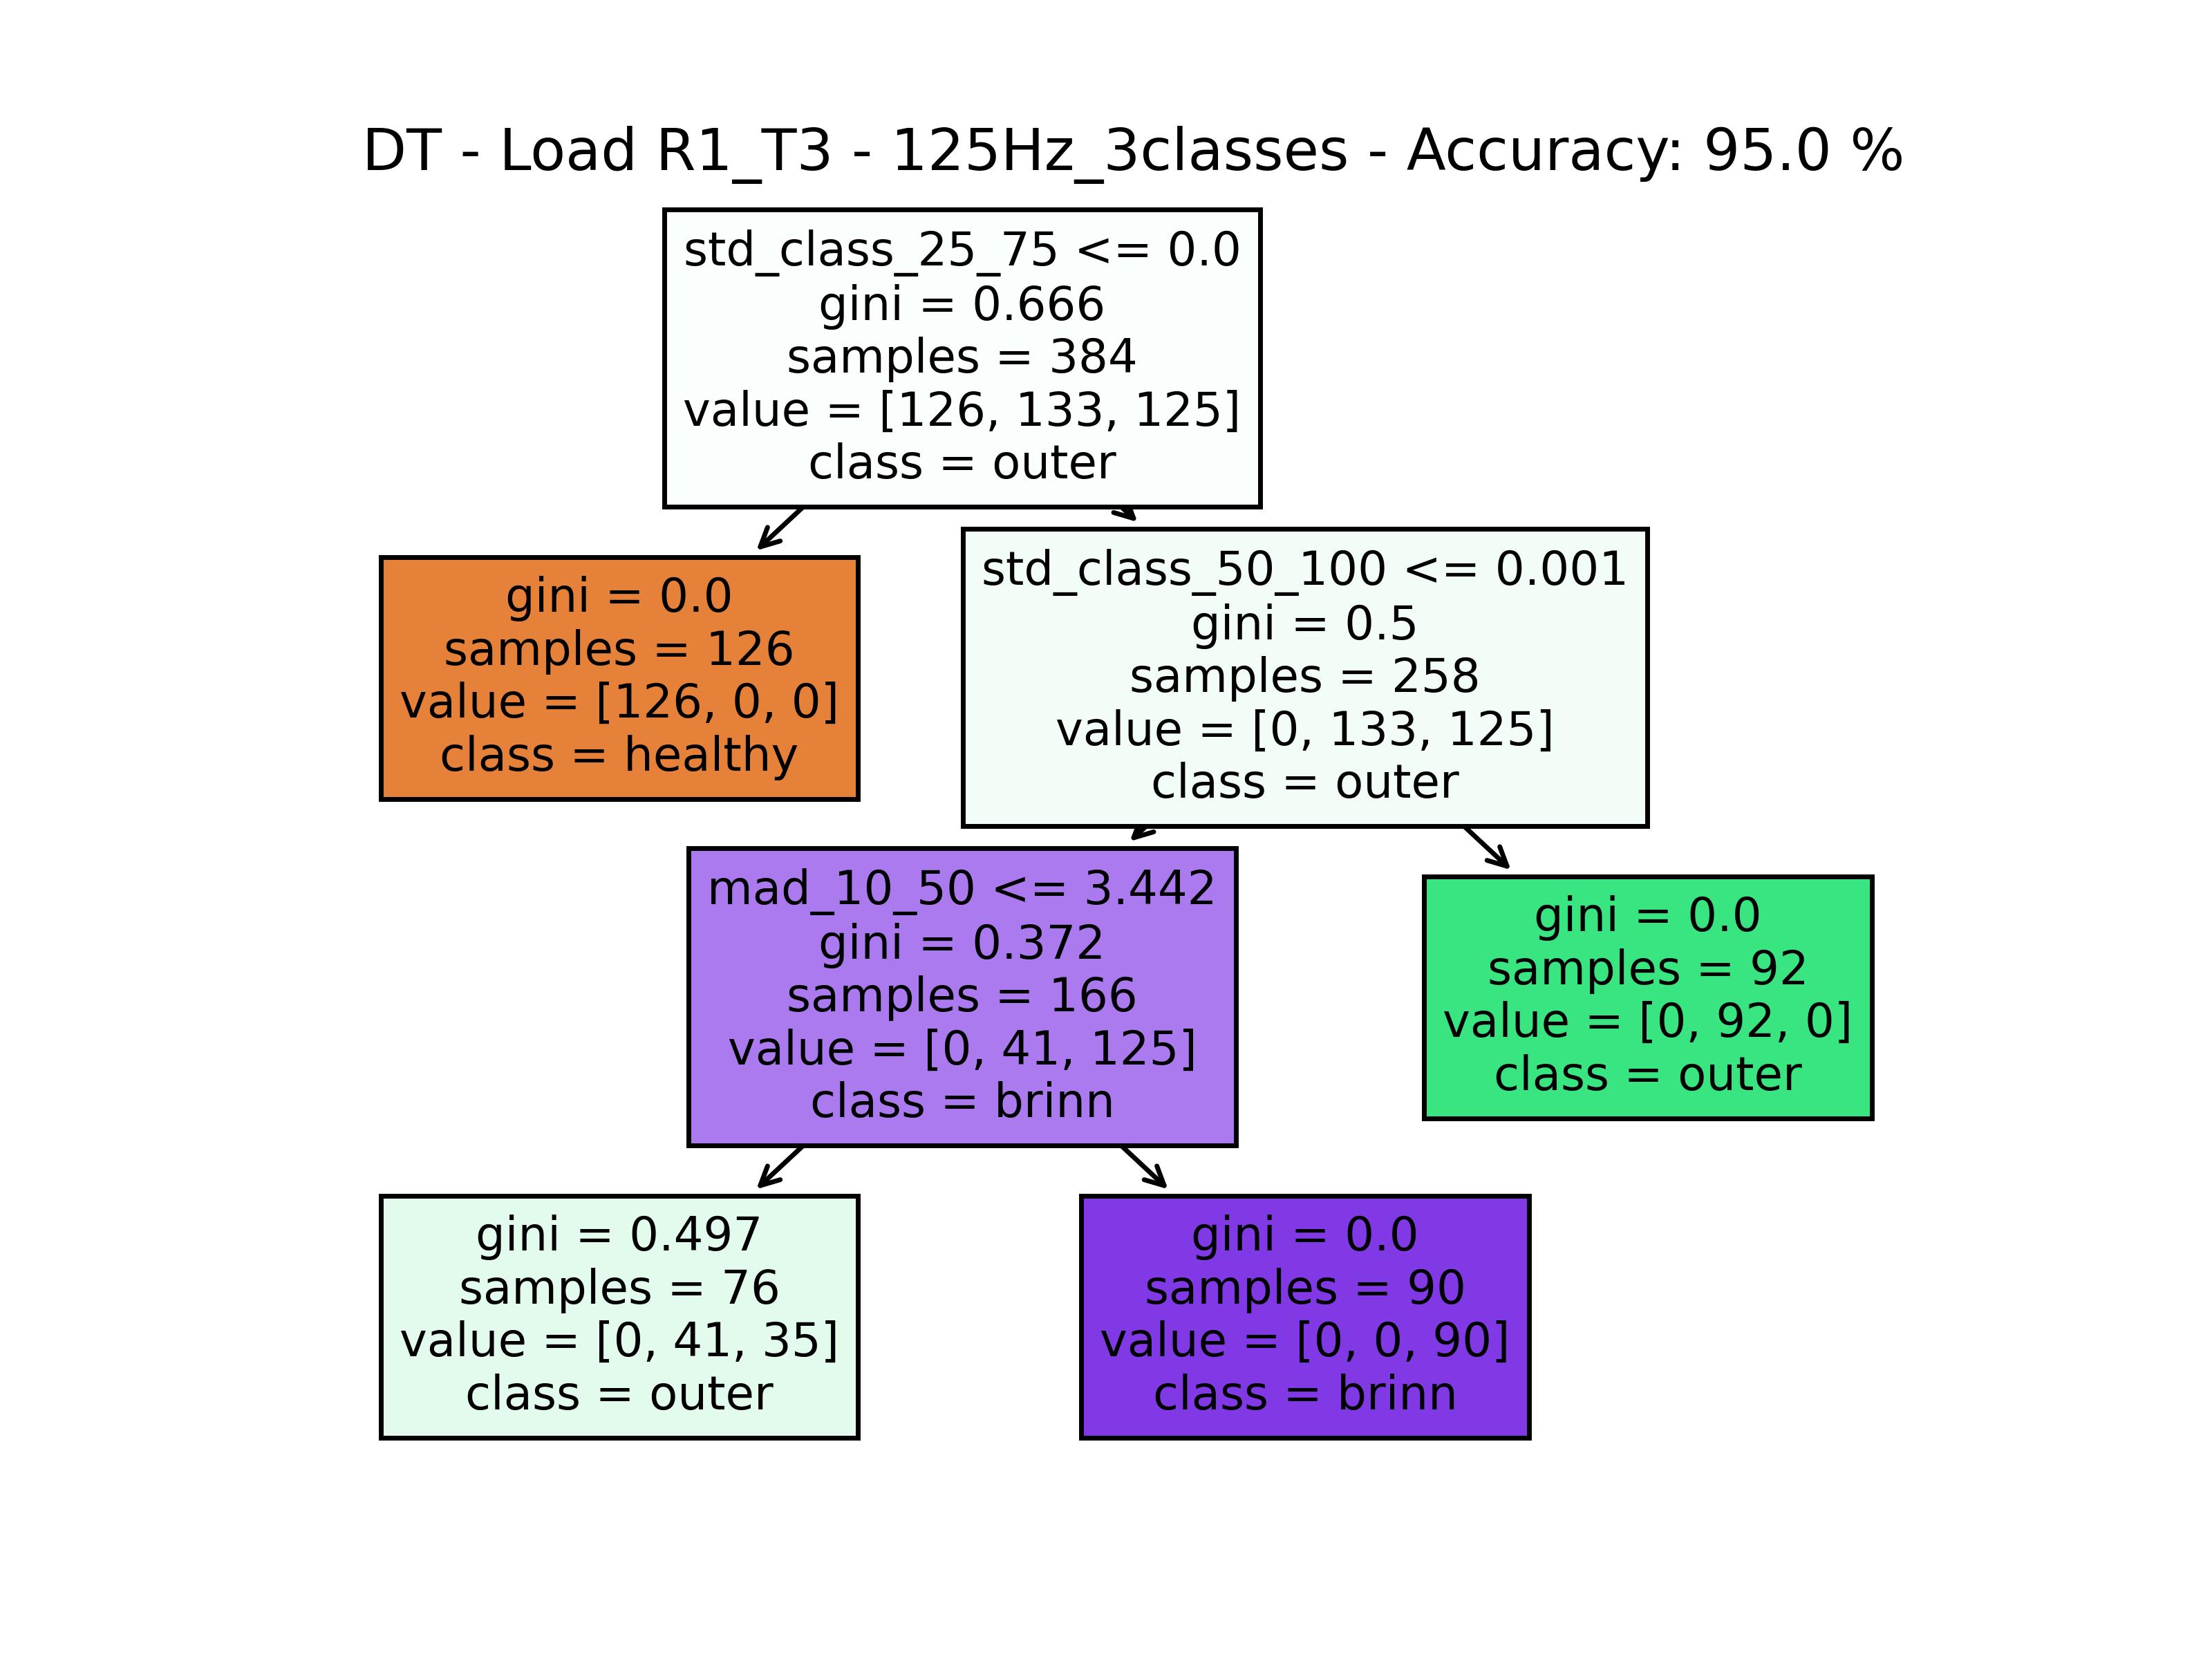 DT - Load R1_T3 - 125Hz_3classes - Accuracy: 95.0 %
std_class_25_75 <= 0.0
gini = 0.666
samples = 384
value = [126, 133, 125]
class = outer
gini = 0.0
samples = 126
value = [126, 0, 0]
class = healthy
std_class_50_100 <= 0.001
gini = 0.5
samples = 258
value = [0, 133, 125]
class = outer
mad_10_50 <= 3.442
gini = 0.372
samples = 166
value = [0, 41, 125]
class = brinn
gini = 0.0
samples = 92
value = [0, 92, 0]
class = outer
gini = 0.497
samples = 76
value = [0, 41, 35]
class = outer
gini = 0.0
samples = 90
value = [0, 0, 90]
class = brinn